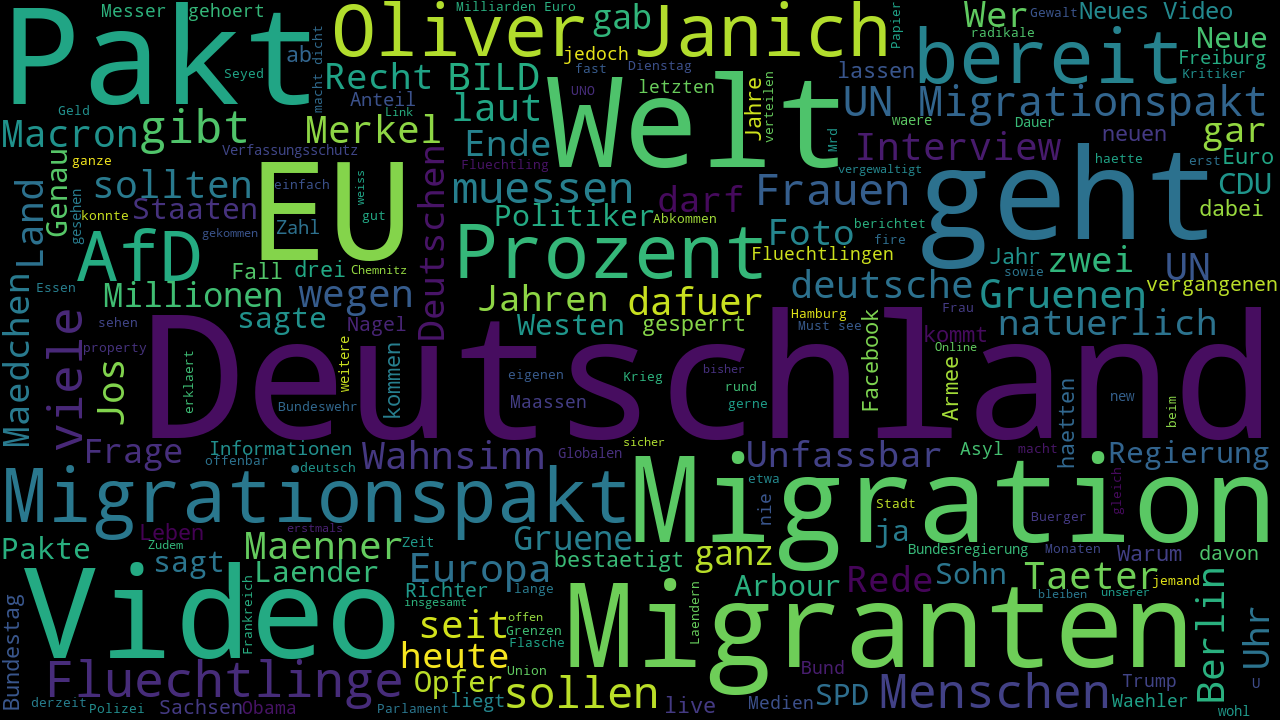 Messer
gehoert
Milliarden Euro
gab
Wer
Gewalt
Neues Video
Pakt
Oliver Janich
Papier
radikale
Neue
ab
jedoch
bereit
Freiburg
Seyed
macht dicht
Recht
BILD
fast
Dienstag
lassen
Kritiker
Geld
Anteil
Link
UNO
letzten
Welt
Jahre
verteilen
UN Migrationspakt
Macron
gibt
Merkel
laut
Ende
Mrd
waere
Dauer
neuen
gar
Verfassungsschutz
Interview
Genau
ganze
Fluechtling
vergewaltigt
haette
erst
Euro
Land
sollten
EU
einfach
weiss
Deutschen
muessen
darf
Frauen
geht
CDU
gesehen
konnte
Staaten
gut
Politiker
Abkommen
Foto
berichtet
dabei
gekommen
Zahl
AfD
Prozent
fire
Fluechtlingen
Jahr
sowie
zwei
UN
Fall
drei
Chemnitz
Maedchen
Essen
Millionen
wegen
Jahren
dafuer
deutsche
Gruenen
vergangenen
viele
sehen
sagte
Nagel
Westen
gesperrt
Hamburg
Must see
Frau
natuerlich
property
Deutschland
kommt
Online
Facebook
Jos
erklaert
weitere
kommen
eigenen
Krieg
bisher
rund
gerne
Armee
Bundeswehr
Maassen
haetten
new
beim
Frage
Informationen
offenbar
deutsch
Wahnsinn
Globalen
sicher
Unfassbar
Asyl
macht
Regierung
Migrationspakt
Migration
etwa
nie
Stadt
gleich
Leben
erstmals
Gruene
ja
Buerger
Pakte
Zudem
sagt
Maenner
Zeit
bestaetigt
ganz
Bundesregierung
Monaten
Warum
davon
Laender
Europa
Arbour
Rede
Sohn
Taeter
jemand
Video
Frankreich
Richter
lange
insgesamt
Migranten
Laendern
bleiben
unserer
Berlin
Bundestag
seit
offen
Grenzen
Flasche
Uhr
heute
Union
Bund
Fluechtlinge
Opfer
sollen
Menschen
Trump
U
derzeit
Polizei
Sachsen
Obama
Parlament
liegt
live
Medien
SPD
Waehler
wohl